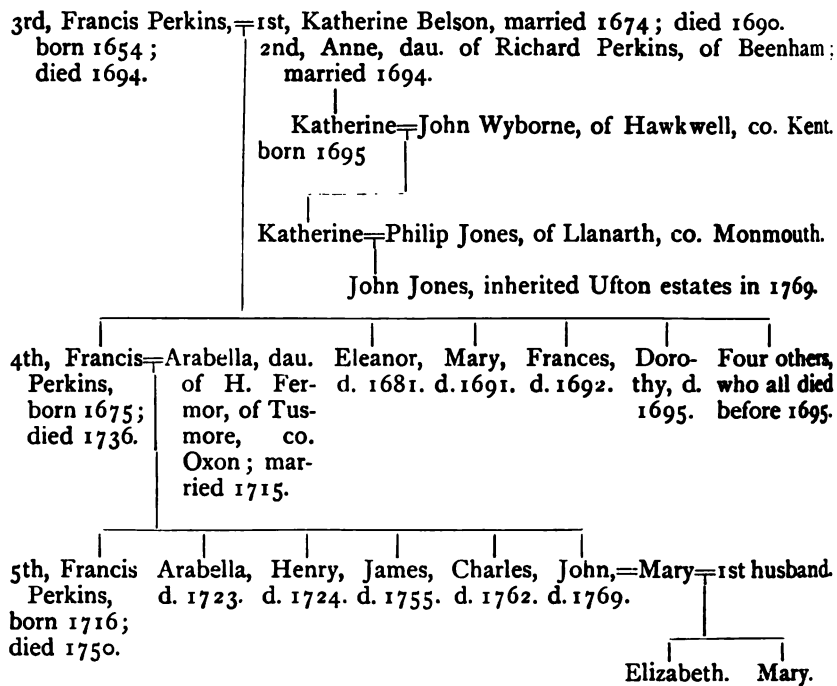 3rd, Francis Perkins,=1st, Katherine Belson, married 1674; died 1690.
born 1654; 2nd, Anne, dau. of Richard Perkins, of Beenham;
died 1694. married 1694.
Katherine=John Wyborne, of Hawkwell, co. Kent.
born 1695
Katherine=Philip Jones, of Llanarth, co. Monmouth.
John Jones, inherited Ufton estates in 1769.
4th, Francis=Arabella, dau. Eleanor, Mary, Frances, Doro- Four others,
Perkins, of H. Fer- d. 1681. d. 1691. d. 1692. thy, d. who all died
born 1675; mor, of Tus- 1695. before 1695.
died 1736. more, co.
Oxon; mar-
ried 1715.
5th, Francis Arabella, Henry, James, Charles, John,=Mary=1st husband.
Perkins, d. 1723. d. 1724. d. 1755. d. 1762. d. 1769.
born 1716;
died 1750.
Elizabeth. Mary.